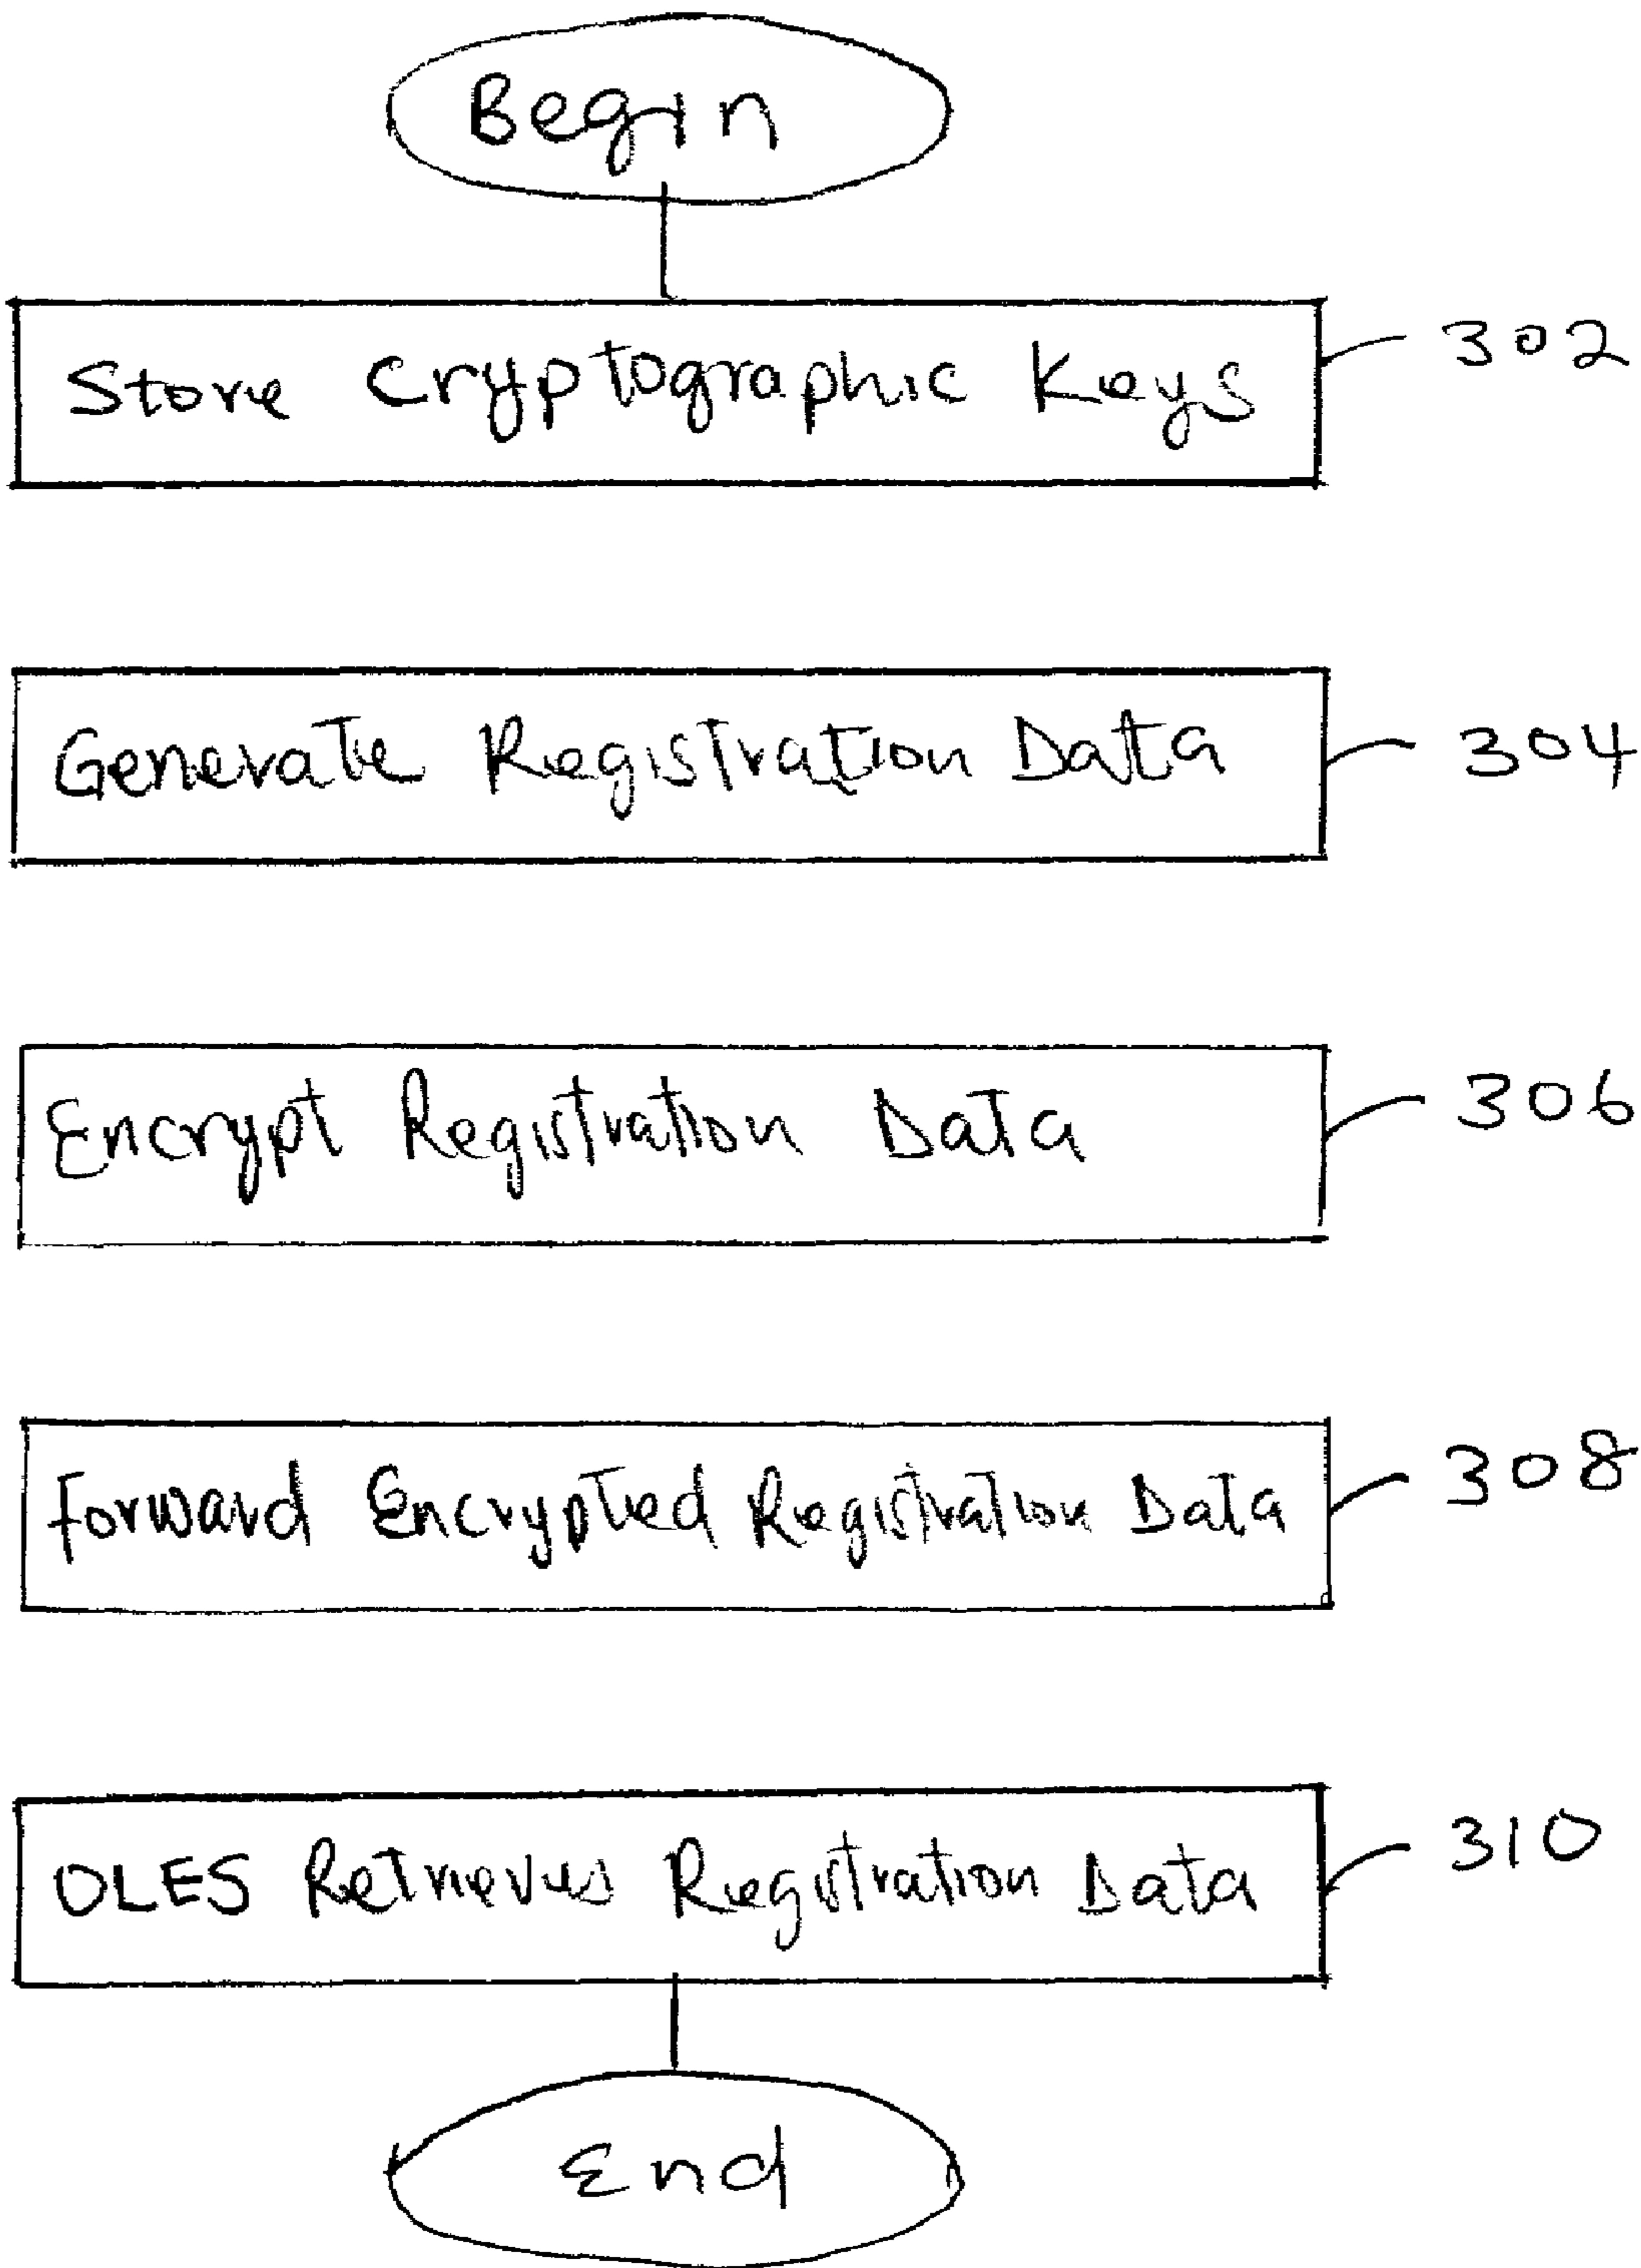 Begin
Store Cryptographic Keys 302
Generate Registration Data 304
Encrypt Registration Data 306
Forward Encrypted Registration Data 308
OLES Retrieves Registration Data 310
End